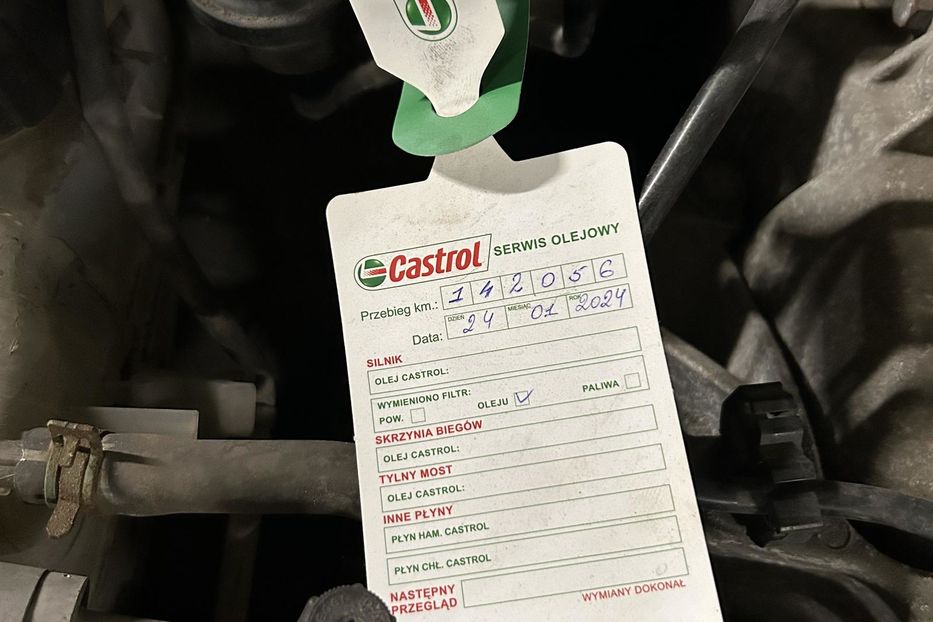 Castrol SERWIS OLEJOWY
Przebieg km.: 142056
Data: DZIEŃ 24 MIESIĄC 01 ROK 2024
SILNIK
OLEJ CASTROL:
WYMIENIONO FILTR:
POW. OLEJU PALIWA
SKRZYNIA BIEGÓW
OLEJ CASTROL:
TYLNY MOST
OLEJ CASTROL:
INNE PŁYNY
PŁYN HAM. CASTROL
PŁYN CHŁ. CASTROL
NASTĘPNY
PRZEGLĄD
WYMIANY DOKONAŁ